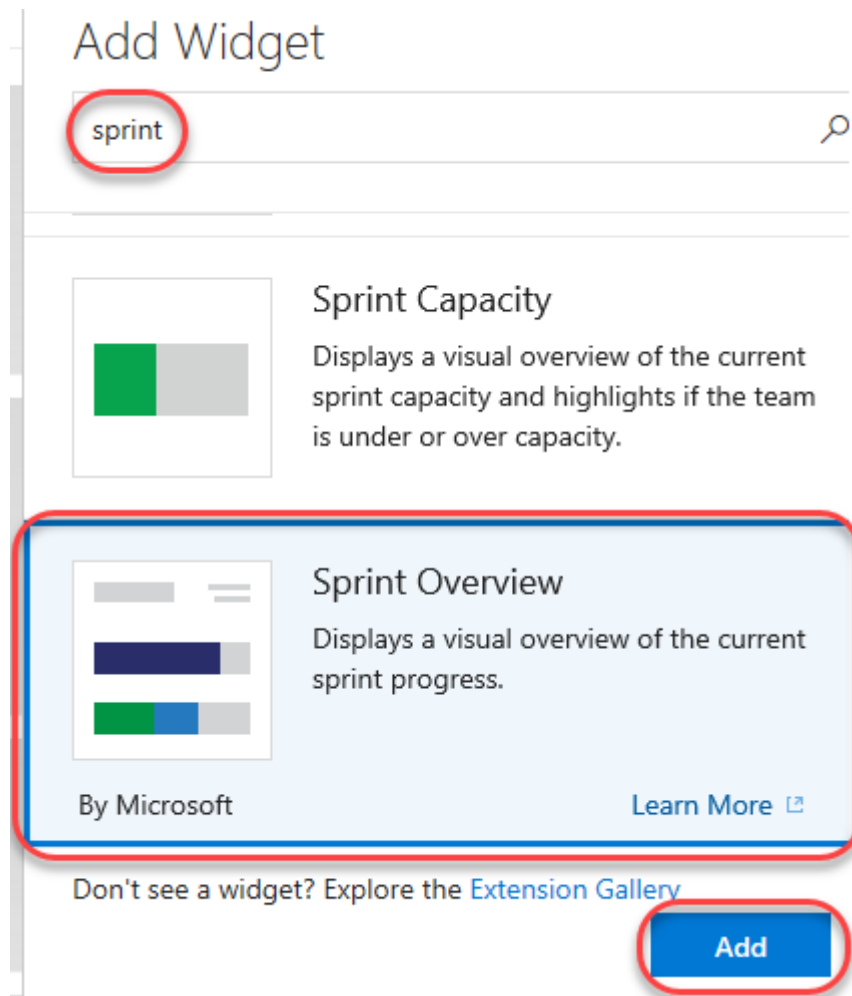 Add Widget
sprint
Sprint Capacity
Displays a visual overview of the current
sprint capacity and highlights if the team
is under or over capacity.
Sprint Overview
Displays a visual overview of the current
sprint progress.
By Microsoft Learn More
Don't see a widget? Explore the Extension Gallery
Add